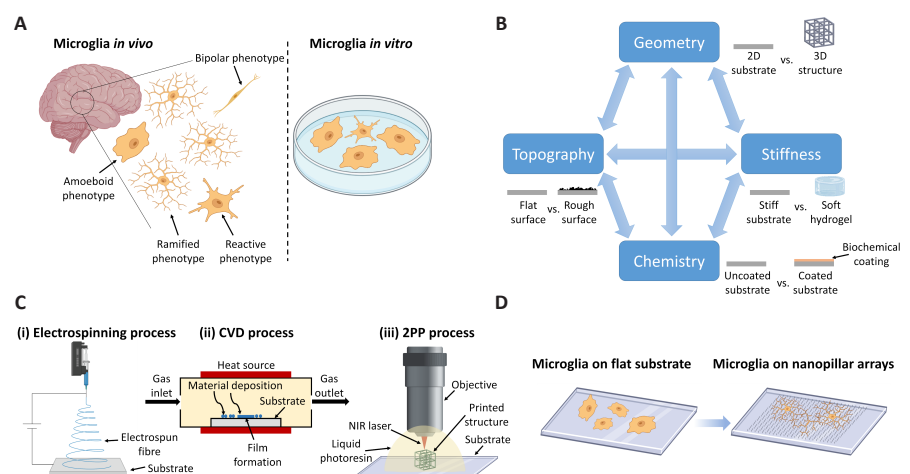 A
Microglia in vivo
Bipolar phenotype
Amoeboid
phenotype
Ramified
phenotype
Reactive
phenotype
Microglia in vitro
B
Geometry
2D
substrate
vs.
3D
structure
Topography
Flat
surface
vs.
Rough
surface
Stiffness
Stiff
substrate
vs.
Soft
hydrogel
Chemistry
Uncoated
substrate
vs.
Coated
substrate
Biochemical
coating
C
(i) Electrospinning process
Electrospun
fibre
Substrate
(ii) CVD process
Heat source
Gas
inlet
Material deposition
Substrate
Gas
outlet
Film
formation
(iii) 2PP process
Objective
NIR laser
Printed
structure
Liquid
photoresin
Substrate
D
Microglia on flat substrate
Microglia on nanopillar arrays